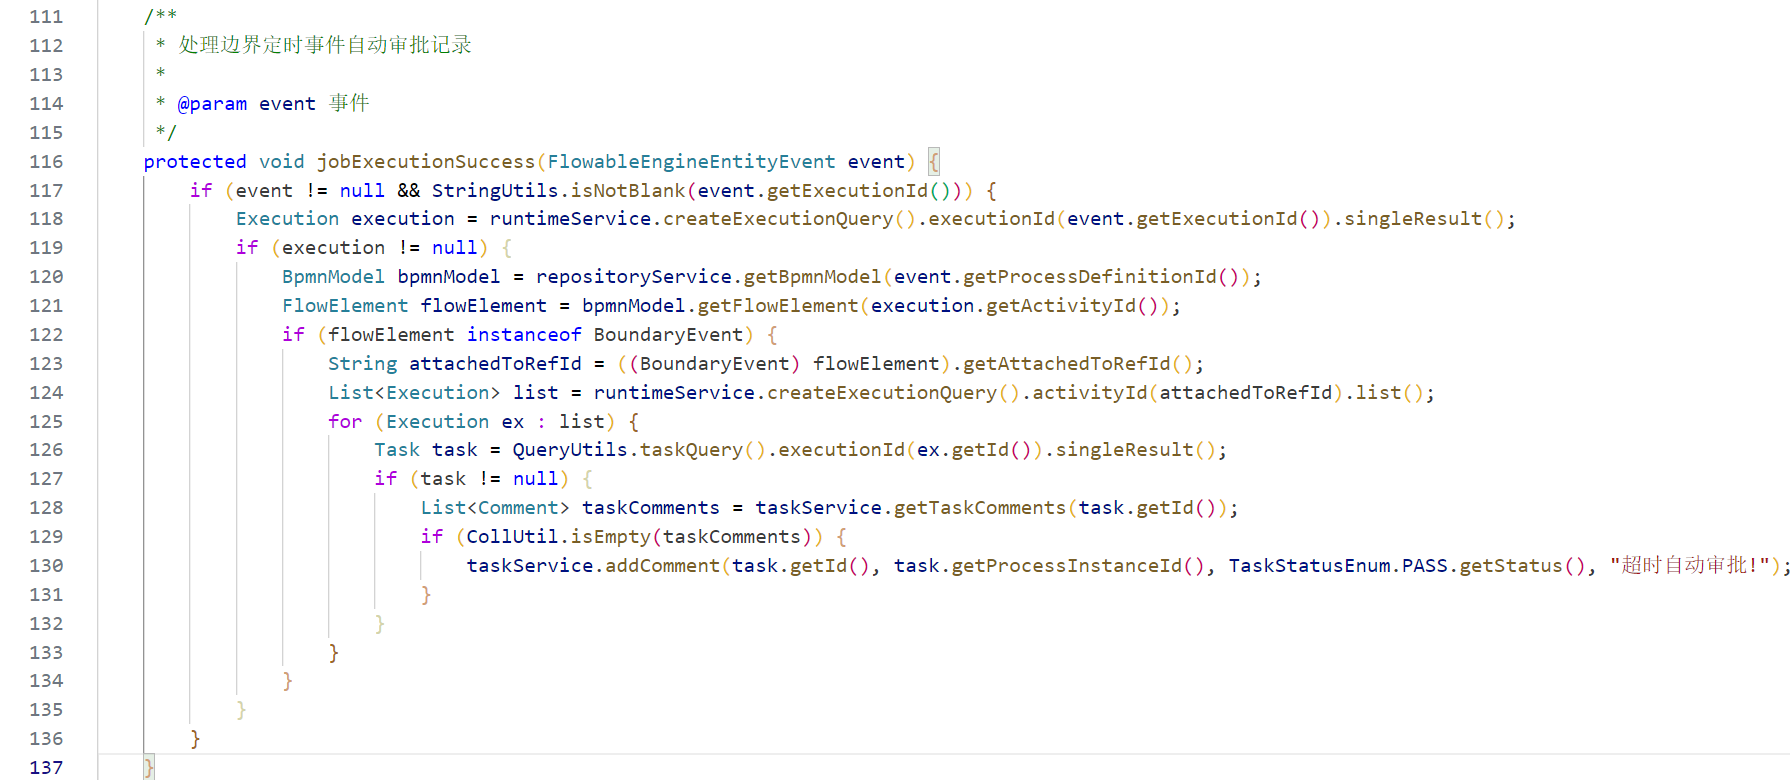 111 /**
112  * 处理边界定时事件自动审批记录
113  *
114  * @param event 事件
115  */
116 protected void jobExecutionSuccess(FlowableEngineEntityEvent event) {
117     if (event != null && StringUtils.isNotBlank(event.getExecutionId())) {
118         Execution execution = runtimeService.createExecutionQuery().executionId(event.getExecutionId()).singleResult();
119         if (execution != null) {
120             BpmnModel bpmnModel = repositoryService.getBpmnModel(event.getProcessDefinitionId());
121             FlowElement flowElement = bpmnModel.getFlowElement(execution.getActivityId());
122             if (flowElement instanceof BoundaryEvent) {
123                 String attachedToRefId = ((BoundaryEvent) flowElement).getAttachedToRefId();
124                 List<Execution> list = runtimeService.createExecutionQuery().activityId(attachedToRefId).list();
125                 for (Execution ex : list) {
126                     Task task = QueryUtils.taskQuery().executionId(ex.getId()).singleResult();
127                     if (task != null) {
128                         List<Comment> taskComments = taskService.getTaskComments(task.getId());
129                         if (CollUtil.isEmpty(taskComments)) {
130                             taskService.addComment(task.getId(), task.getProcessInstanceId(), TaskStatusEnum.PASS.getStatus(), "超时自动审批!");
131                         }
132                     }
133                 }
134             }
135         }
136     }
137 }